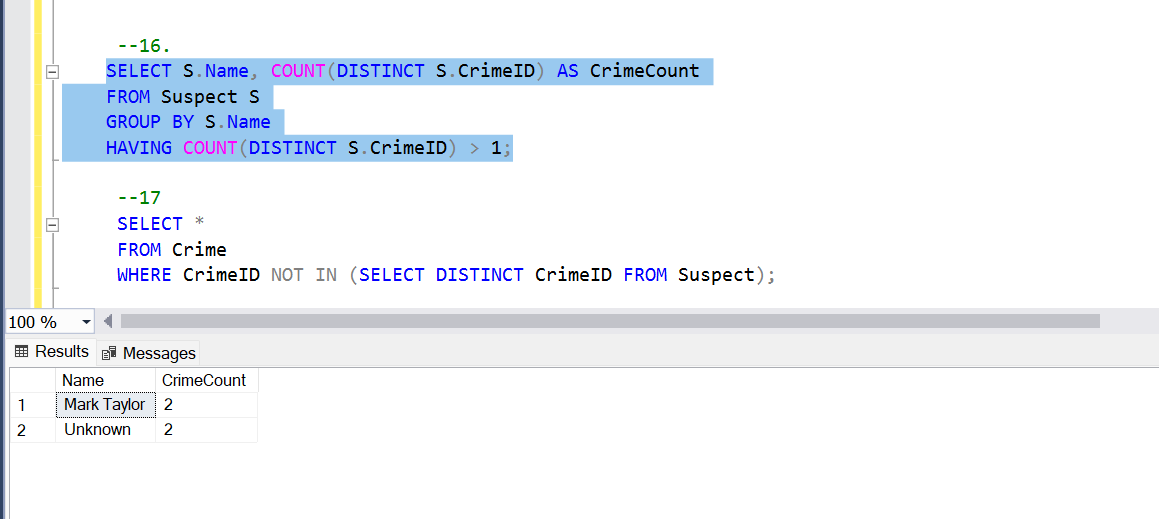 --16.
SELECT S.Name, COUNT(DISTINCT S.CrimeID) AS CrimeCount
FROM Suspect S
GROUP BY S.Name
HAVING COUNT(DISTINCT S.CrimeID) > 1;
--17
SELECT *
FROM Crime
WHERE CrimeID NOT IN (SELECT DISTINCT CrimeID FROM Suspect);
100 %
Results Messages
Name CrimeCount
1 Mark Taylor 2
2 Unknown 2